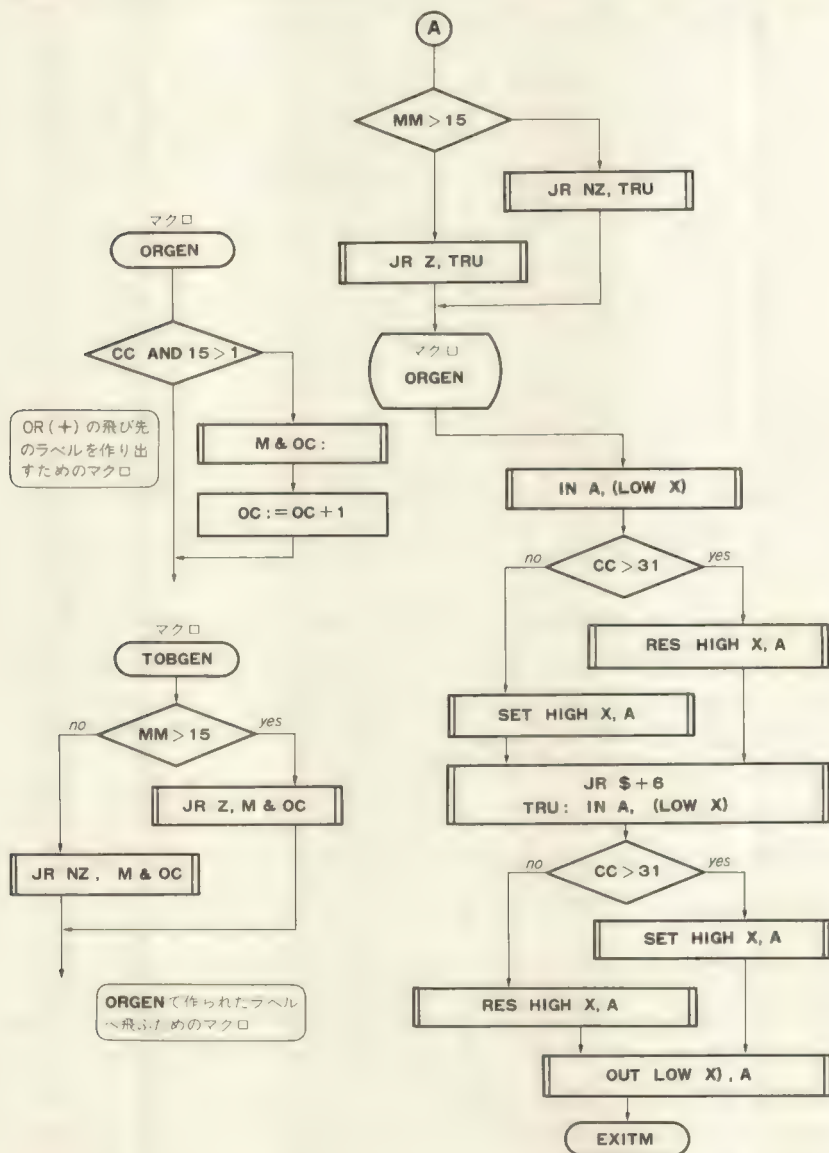 A
MM > 15
JR NZ, TRU
JR Z, TRU
マクロ
ORGEN
マクロ
ORGEN
CC AND 15 > 1
OR(+)の飛び先
のラベルを作り出
すためのマクロ
M & OC :
OC : = OC + 1
IN A, (LOW X)
no
CC > 31
yes
RES HIGH X, A
SET HIGH X, A
JR $ + 6
TRU : IN A, (LOW X)
no
CC > 31
yes
SET HIGH X, A
RES HIGH X, A
OUT LOW X) , A
EXITM
マクロ
TOBGEN
no
MM > 15
yes
JR Z, M & OC
JR NZ , M & OC
ORGENで作られたラベル
へ飛ぶためのマクロ